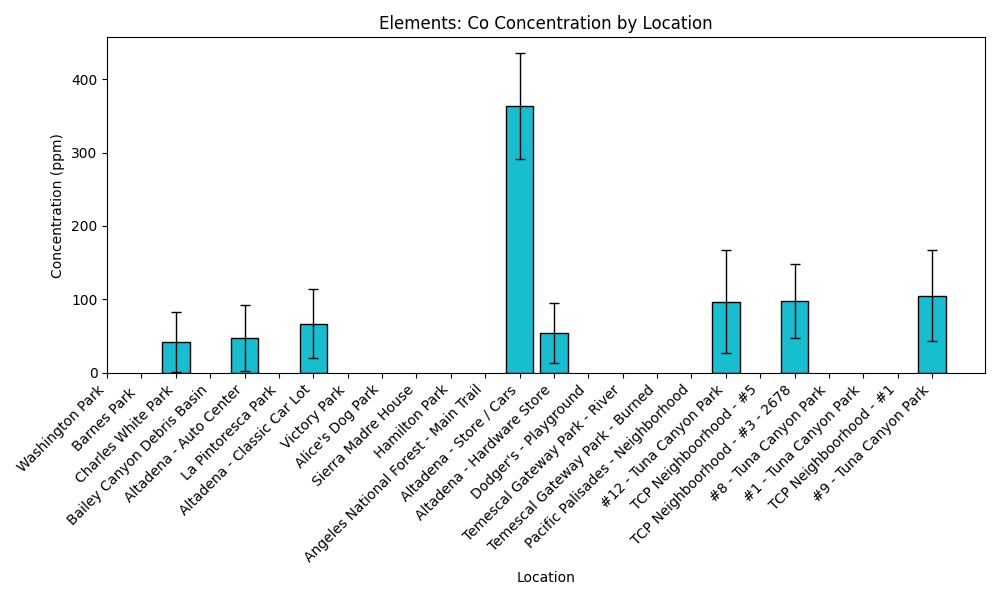 Elements: Co Concentration by Location
Concentration (ppm)
400
300
200
100
0
Washington Park
Barnes Park
Charles White Park
Bailey Canyon Debris Basin
Altadena - Auto Center
La Pintoresca Park
Altadena - Classic Car Lot
Victory Park
Alice's Dog Park
Sierra Madre House
Hamilton Park
Angeles National Forest - Main Trail
Altadena - Store / Cars
Altadena - Hardware Store
Dodger's - Playground
Temescal Gateway Park - River
Temescal Gateway Park - Burned
Pacific Palisades - Neighborhood
#12 - Tuna Canyon Park
TCP Neighborhood - #5
TCP Neighboorhood - #3 - 2678
#8 - Tuna Canyon Park
#1 - Tuna Canyon Park
TCP Neighborhood - #1
#9 - Tuna Canyon Park
Location